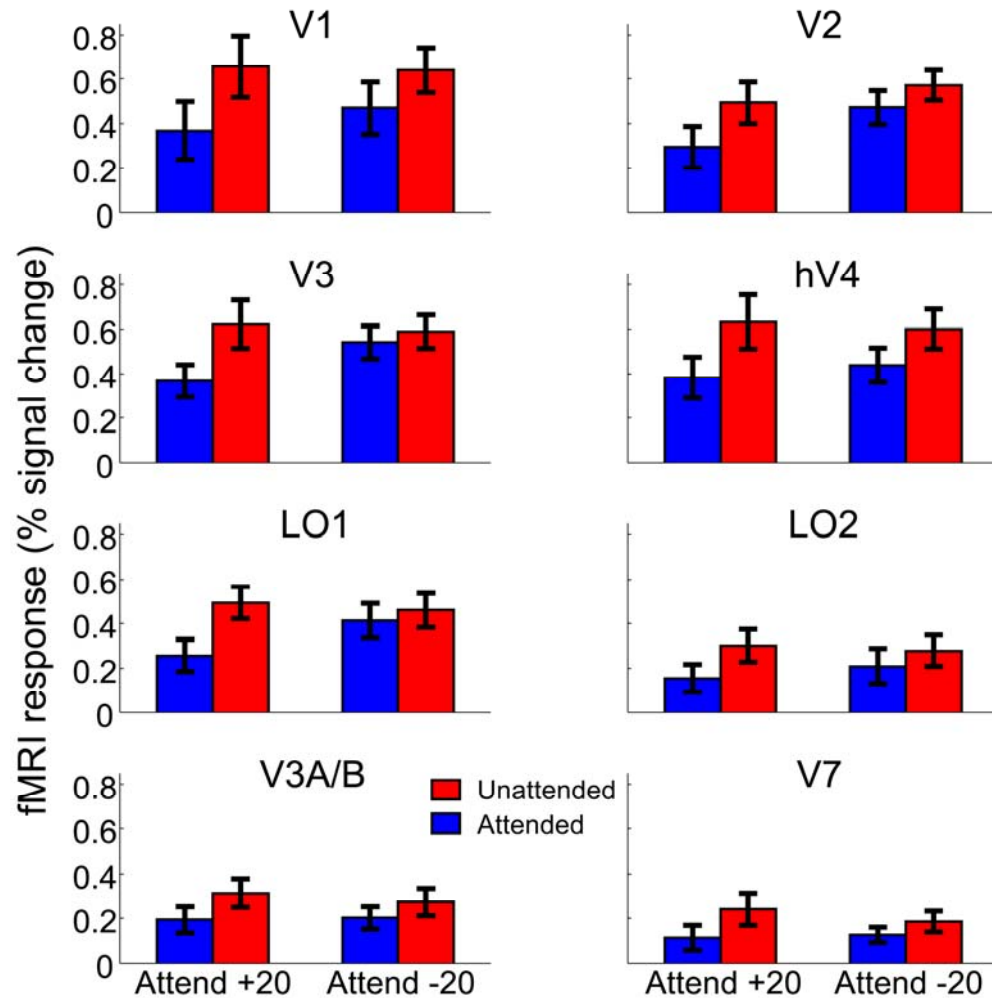 V1
V2
0.8
0.6
0.4
0.2
0
V3
hV4
0.8
0.6
0.4
0.2
0
fMRI response (% signal change)
LO1
LO2
0.8
0.6
0.4
0.2
0
V3A/B
V7
Unattended
Attended
0.8
0.6
0.4
0.2
0
Attend +20 Attend -20
Attend +20 Attend -20